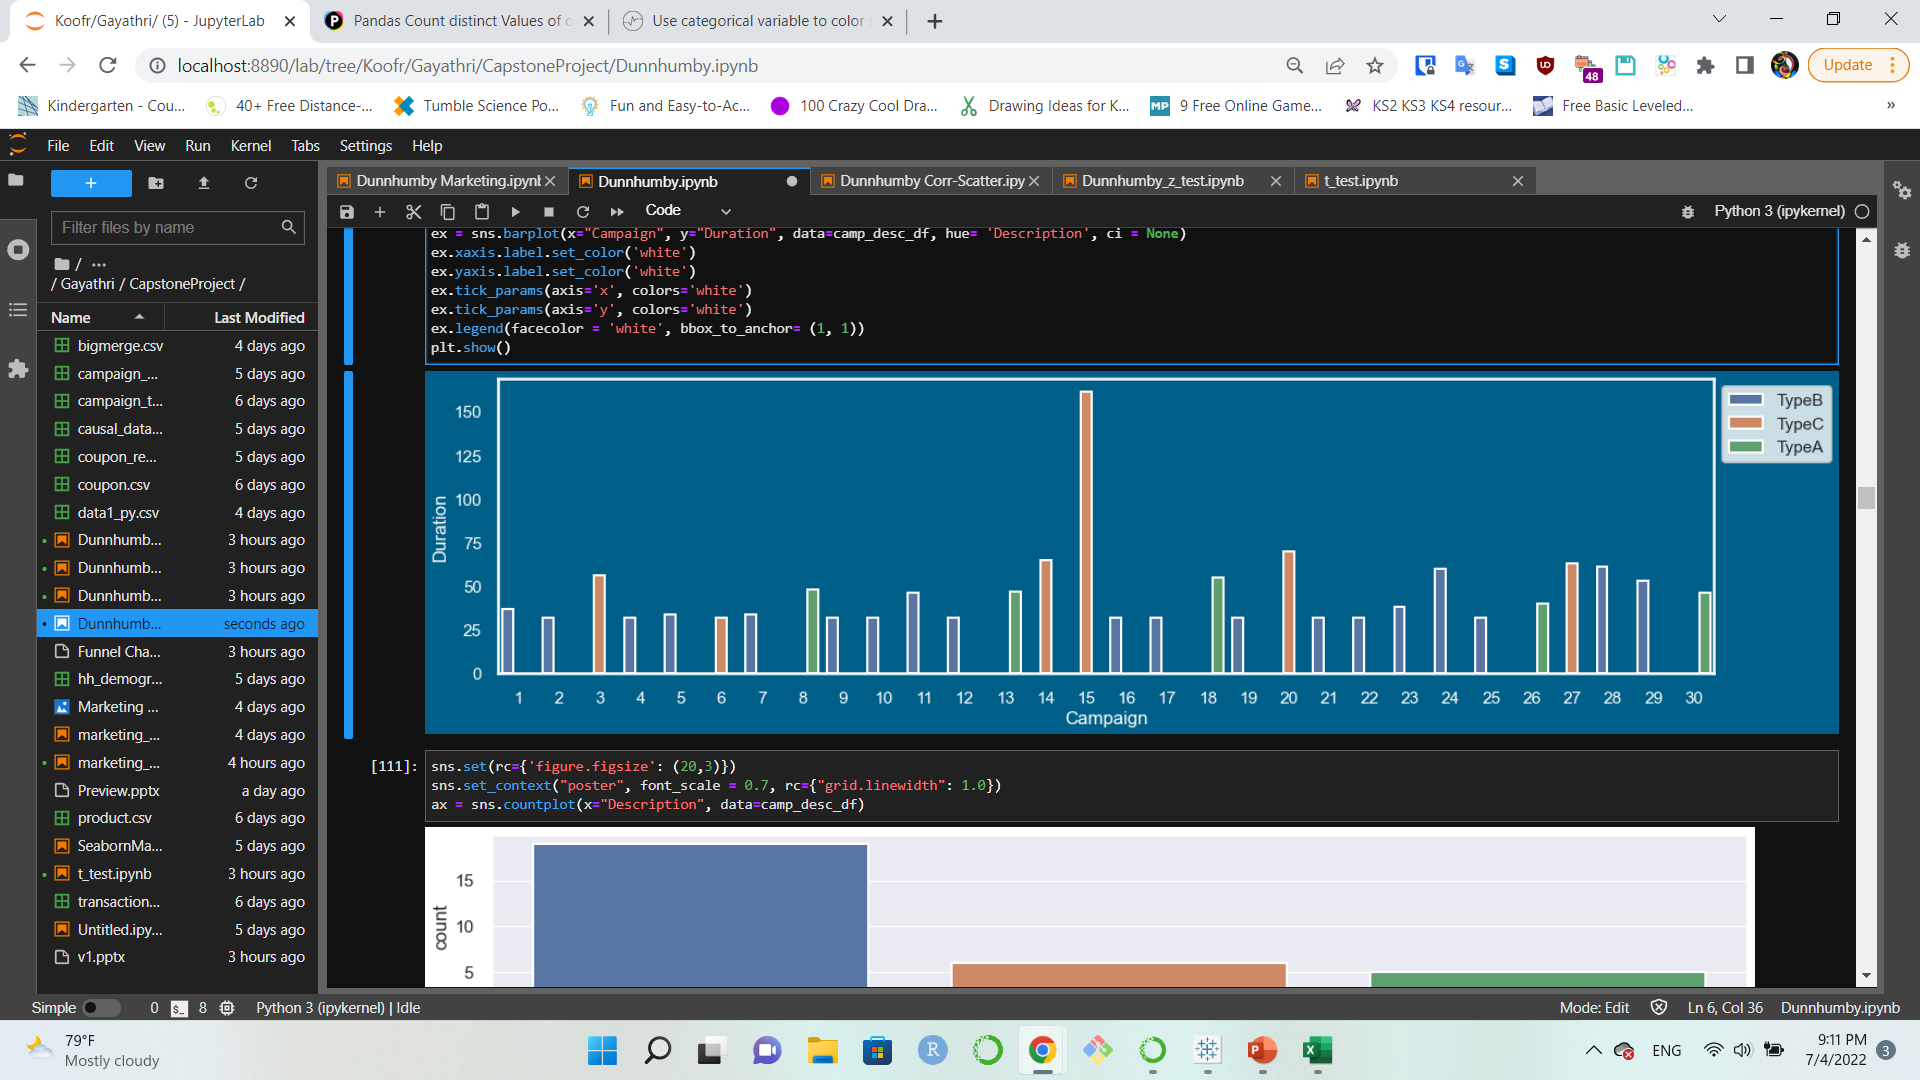 Koofr/Gayathri/ (5) - JupyterLab
Pandas Count distinct Values of
Use categorical variable to color
localhost:8890/lab/tree/Koofr/Gayathri/CapstoneProject/Dunnhumby.ipynb
48
Update
Kindergarten - Cou...
40+ Free Distance-...
Tumble Science Po...
Fun and Easy-to-Ac...
100 Crazy Cool Dra...
Drawing Ideas for K...
MP
9 Free Online Game...
KS2 KS3 KS4 resour...
Free Basic Leveled...
»
File Edit View Run Kernel Tabs Settings Help
Dunnhumby Marketing.ipynb
Dunnhumby.ipynb
Dunnhumby Corr-Scatter.ipy
Dunnhumby_z_test.ipynb
t_test.ipynb
Code
Python 3 (ipykernel)
Filter files by name
/ ...
/ Gayathri / CapstoneProject /
Name Last Modified
bigmerge.csv 4 days ago
campaign_... 5 days ago
campaign_t... 6 days ago
causal_data... 5 days ago
coupon_re... 5 days ago
coupon.csv 6 days ago
data1_py.csv 4 days ago
Dunnhumb... 3 hours ago
Dunnhumb... 3 hours ago
Dunnhumb... 3 hours ago
Dunnhumb... seconds ago
Funnel Cha... 3 hours ago
hh_demogr... 5 days ago
Marketing ... 4 days ago
marketing_... 4 days ago
marketing_... 4 hours ago
Preview.pptx a day ago
product.csv 6 days ago
SeabornMa... 5 days ago
t_test.ipynb 3 hours ago
transaction... 6 days ago
Untitled.ipy... 5 days ago
v1.pptx 3 hours ago
ex = sns.barplot(x="Campaign", y="Duration", data=camp_desc_df, hue= 'Description', ci = None)
ex.xaxis.label.set_color('white')
ex.yaxis.label.set_color('white')
ex.tick_params(axis='x', colors='white')
ex.tick_params(axis='y', colors='white')
ex.legend(facecolor = 'white', bbox_to_anchor= (1, 1))
plt.show()
150
125
100
75
50
25
0
Duration
TypeB
TypeC
TypeA
1 2 3 4 5 6 7 8 9 10 11 12 13 14 15 16 17 18 19 20 21 22 23 24 25 26 27 28 29 30
Campaign
[111]:
sns.set(rc={'figure.figsize': (20,3)})
sns.set_context("poster", font_scale = 0.7, rc={"grid.linewidth": 1.0})
ax = sns.countplot(x="Description", data=camp_desc_df)
15
10
5
count
Simple 0 8 Python 3 (ipykernel) | Idle
Mode: Edit Ln 6, Col 36 Dunnhumby.ipynb
79°F
Mostly cloudy
ENG
9:11 PM
7/4/2022
3